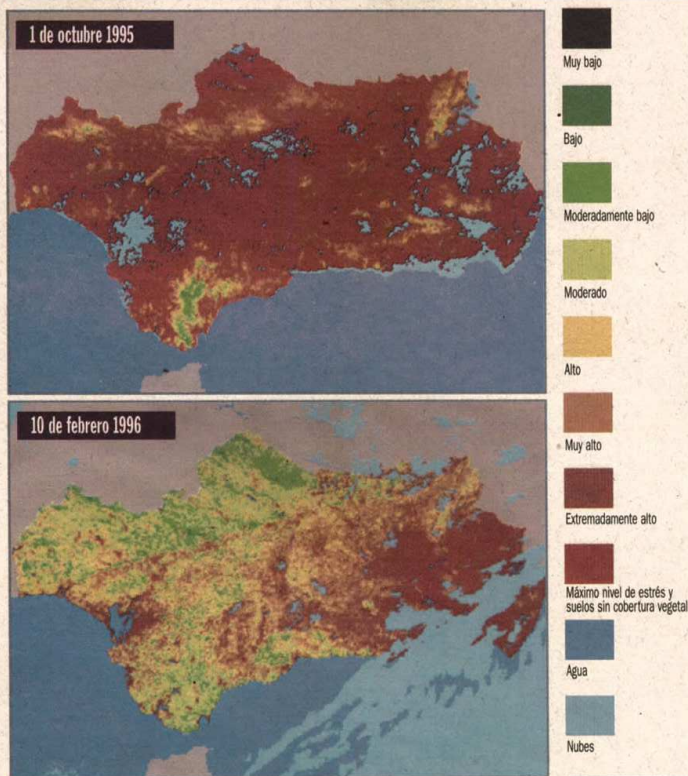 1 de octubre 1995
Muy bajo
Bajo
Moderadamente bajo
Moderado
Alto
10 de febrero 1996
Muy alto
Extremadamente alto
Máximo nivel de estrés y
suelos sin cobertura vegetal
Agua
Nubes